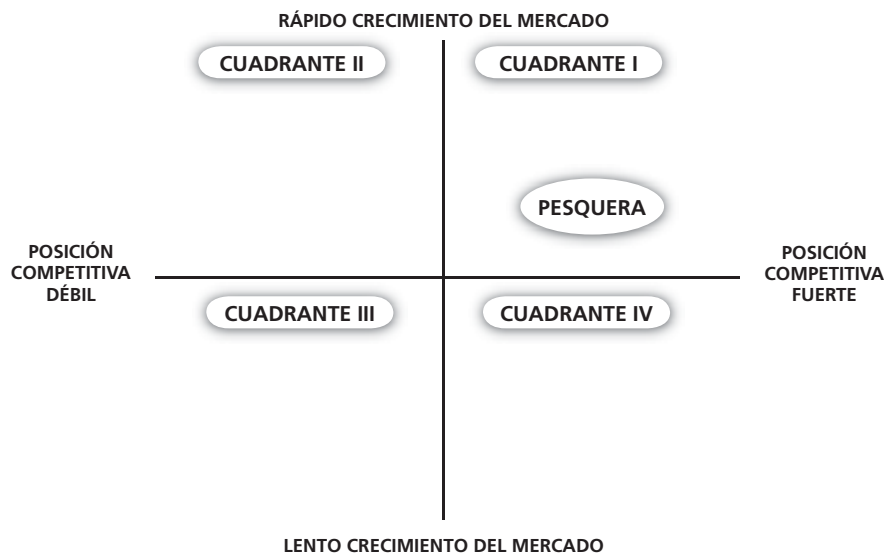 RÁPIDO CRECIMIENTO DEL MERCADO
CUADRANTE II
CUADRANTE I
PESQUERA
POSICIÓN
COMPETITIVA
DÉBIL
POSICIÓN
COMPETITIVA
FUERTE
CUADRANTE III
CUADRANTE IV
LENTO CRECIMIENTO DEL MERCADO